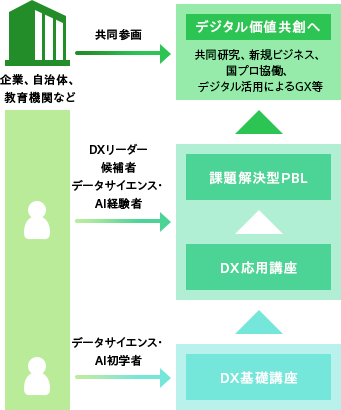 共同参画
企業、自治体、
教育機関など
デジタル価値共創へ
共同研究、新規ビジネス、
国プロ協働、
デジタル活用によるGX等
DXリーダー
候補者
データサイエンス・
AI経験者
課題解決型PBL
DX応用講座
データサイエンス・
AI初学者
DX基礎講座